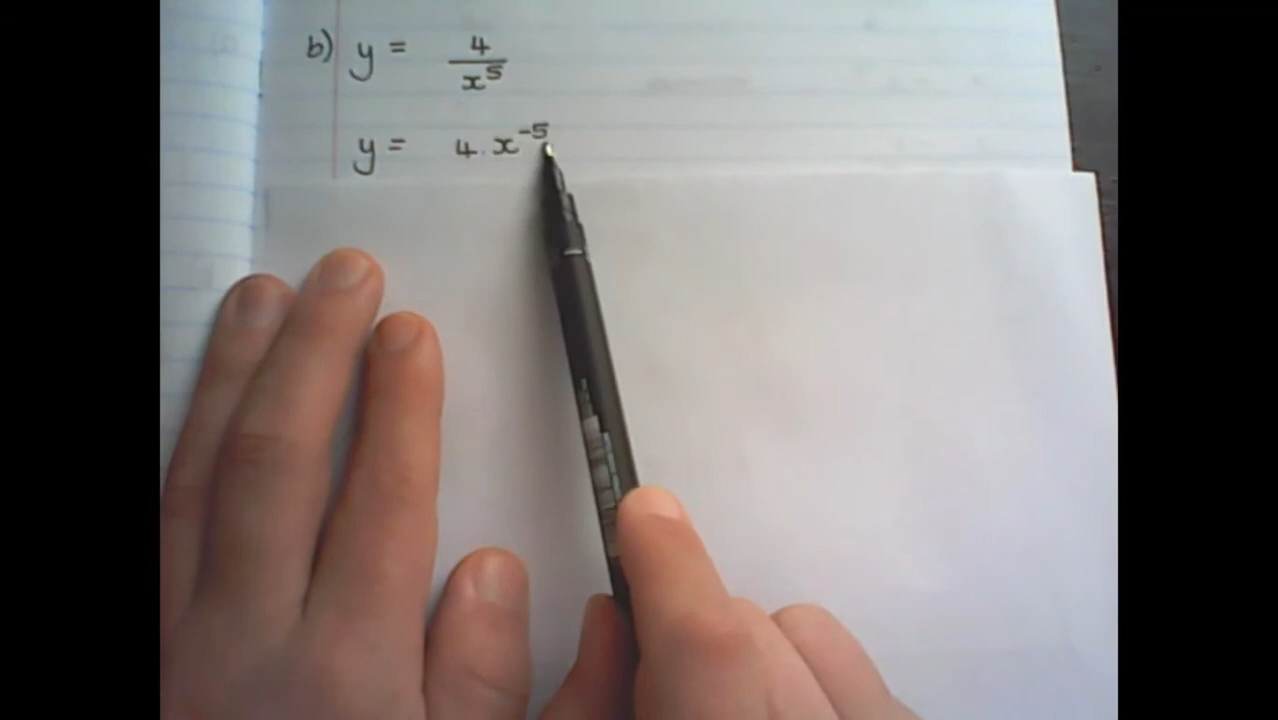 b) y = 4/x⁵
y = 4.x⁻⁵